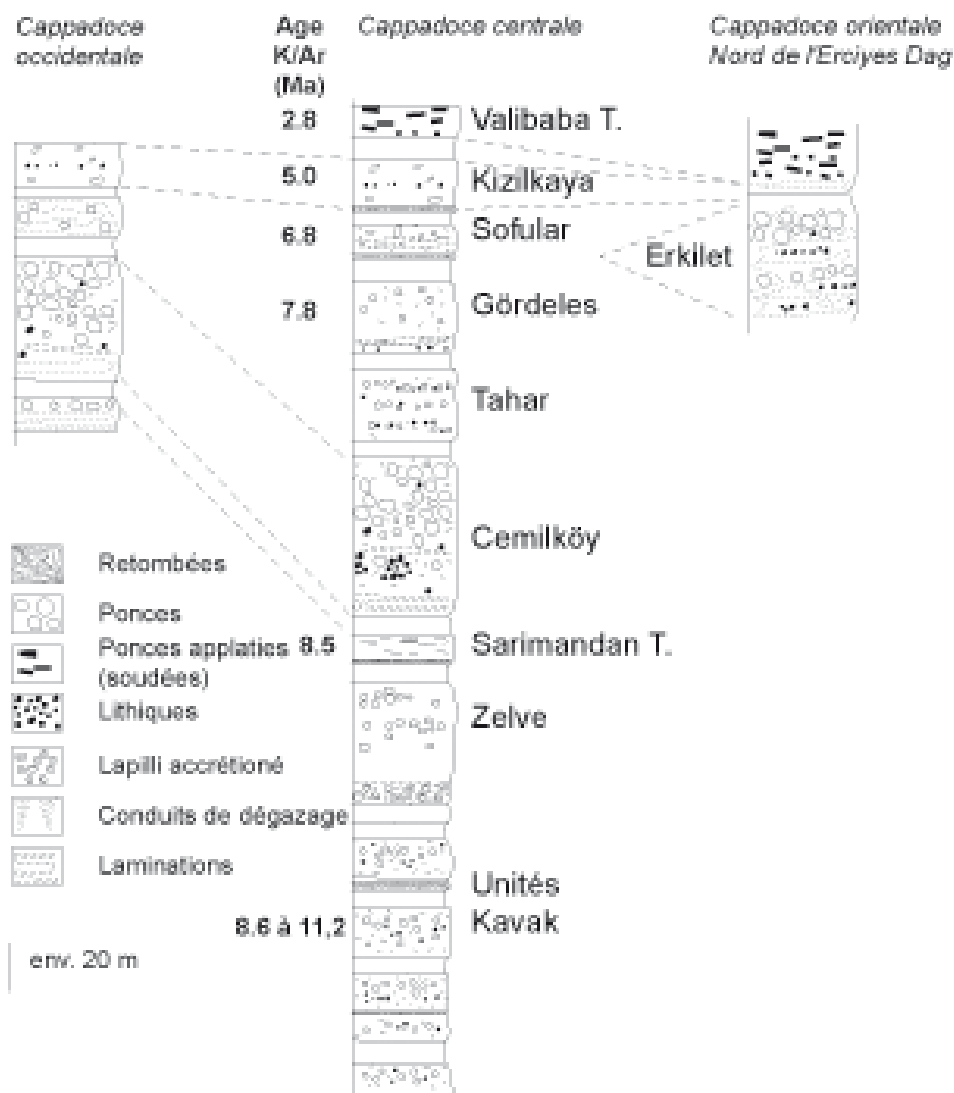 Cappadoce
occidentale
Age
K/Ar
(Ma)
Cappadoce centrale
Cappadoce orientale
Nord de l'Erciyes Dag
2.8
Valibaba T.
5.0
Kizilkaya
6.8
Sofular
Erkilet
7.8
Gördeles
Tahar
Cemilköy
8.5
Sarimandan T.
Zelve
Unités
Kavak
8.6 à 11,2
Retombées
Ponces
Ponces applaties
(soudées)
Lithiques
Lapilli accrétioné
Conduits de dégazage
Laminations
env. 20 m